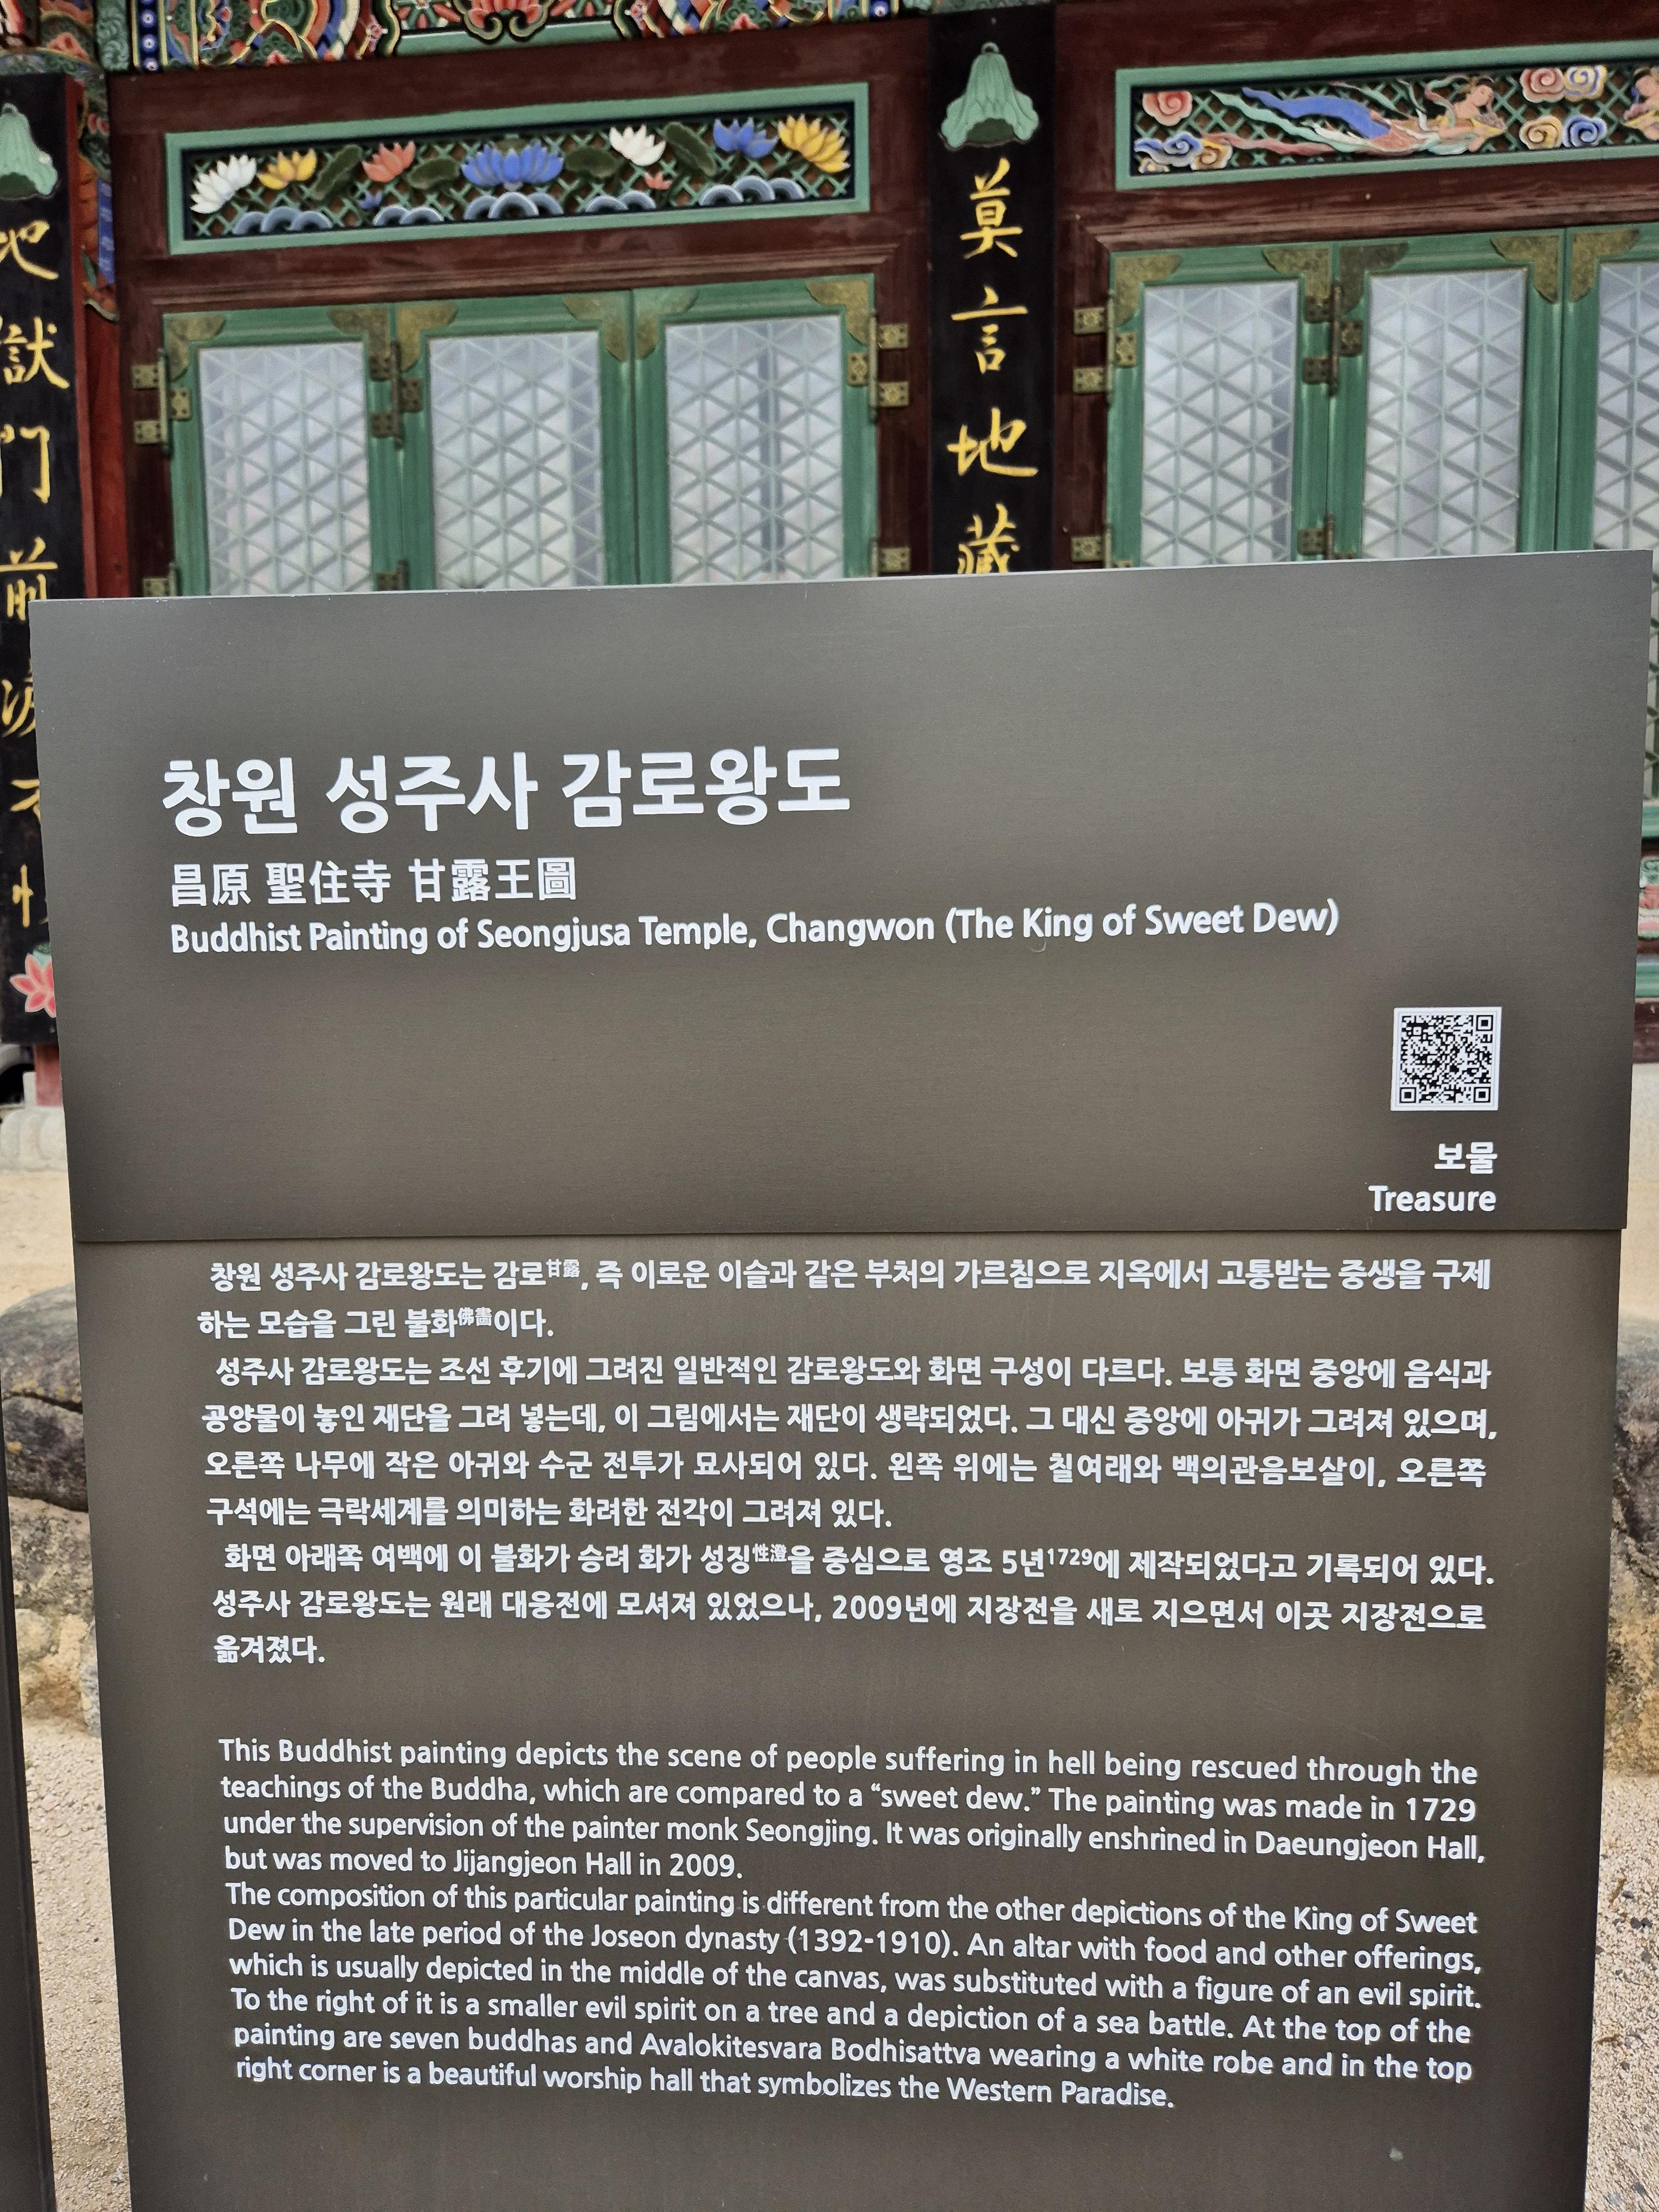 地獄門前淚不
莫言地藏
창원 성주사 감로왕도
昌原 聖住寺 甘露王圖
Buddhist Painting of Seongjusa Temple, Changwon (The King of Sweet Dew)
보물
Treasure
창원 성주사 감로왕도는 감로甘露, 즉 이로운 이슬과 같은 부처의 가르침으로 지옥에서 고통받는 중생을 구제
하는 모습을 그린 불화佛畵이다.
성주사 감로왕도는 조선 후기에 그려진 일반적인 감로왕도와 화면 구성이 다르다. 보통 화면 중앙에 음식과
공양물이 놓인 재단을 그려 넣는데, 이 그림에서는 재단이 생략되었다. 그 대신 중앙에 아귀가 그려져 있으며,
오른쪽 나무에 작은 아귀와 수군 전투가 묘사되어 있다. 왼쪽 위에는 칠여래와 백의관음보살이, 오른쪽
구석에는 극락세계를 의미하는 화려한 전각이 그려져 있다.
화면 아래쪽 여백에 이 불화가 승려 화가 성징性澄을 중심으로 영조 5년1729에 제작되었다고 기록되어 있다.
성주사 감로왕도는 원래 대웅전에 모셔져 있었으나, 2009년에 지장전을 새로 지으면서 이곳 지장전으로
옮겨졌다.
This Buddhist painting depicts the scene of people suffering in hell being rescued through the
teachings of the Buddha, which are compared to a “sweet dew.” The painting was made in 1729
under the supervision of the painter monk Seongjing. It was originally enshrined in Daeungjeon Hall,
but was moved to Jijangjeon Hall in 2009.
The composition of this particular painting is different from the other depictions of the King of Sweet
Dew in the late period of the Joseon dynasty (1392-1910). An altar with food and other offerings,
which is usually depicted in the middle of the canvas, was substituted with a figure of an evil spirit.
To the right of it is a smaller evil spirit on a tree and a depiction of a sea battle. At the top of the
painting are seven buddhas and Avalokitesvara Bodhisattva wearing a white robe and in the top
right corner is a beautiful worship hall that symbolizes the Western Paradise.